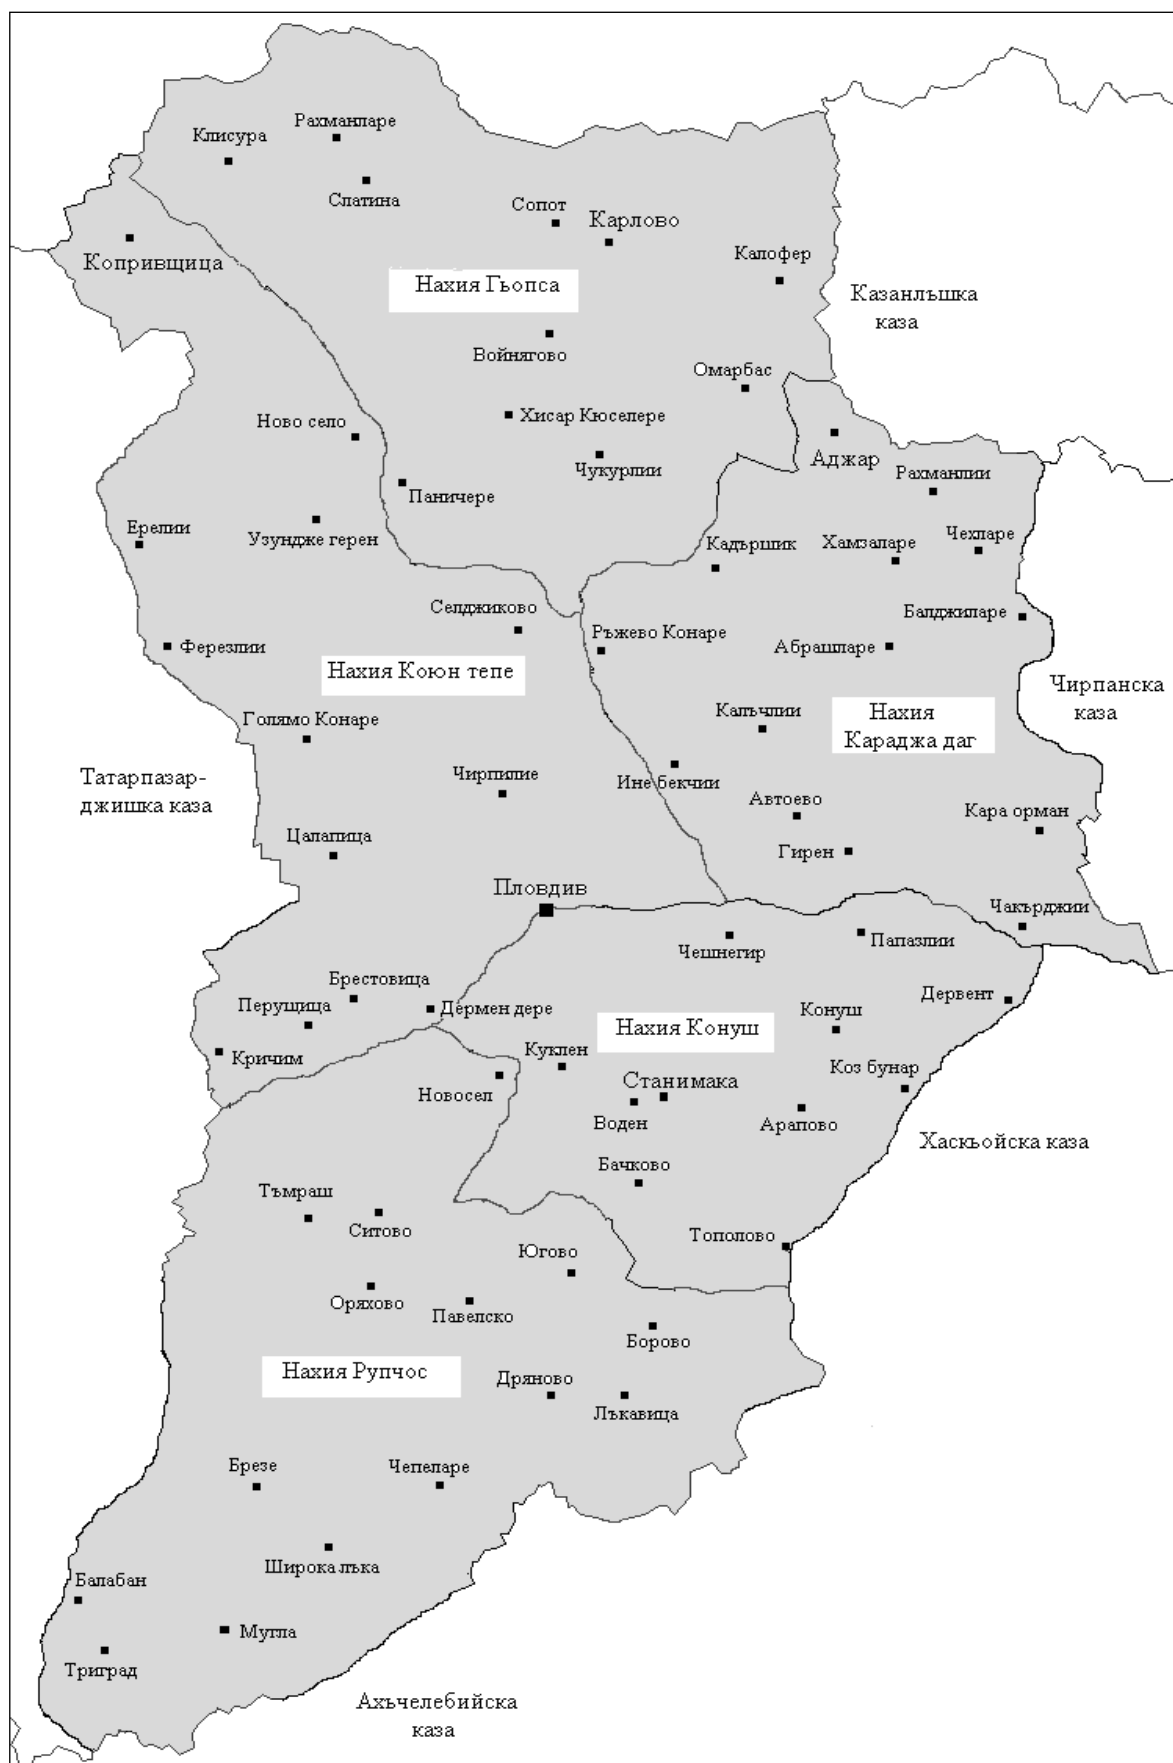 Рахманларе
Клисура
Слатина
Сопот
Карлово
Копривщица
Калофер
Нахия Гьопса
Казанлъшка
каза
Войнягово
Омарбас
Ново село
Хисар Кюселере
Аджар
Чукурлии
Рахманлии
Паничере
Ерелии
Узундже герен
Кадършик
Хамзаларе
Чехларе
Селджиково
Балджиларе
Ръжево Конаре
Ферезлии
Абрашларе
Нахия Коюн тепе
Чирпанска
каза
Голямо Конаре
Калъчлии
Нахия
Караджа даг
Татарпазар-
джишка каза
Чирпилие
Ине бекчии
Автоево
Кара орман
Цалапица
Гирен
Пловдив
Чакърджии
Чешнегир
Папазлии
Брестовица
Дервент
Перущица
Дермен дере
Конуш
Нахия Конуш
Кричим
Куклен
Коз бунар
Новосел
Станимака
Воден
Арапово
Хаскьойска каза
Бачково
Тъмраш
Ситово
Тополово
Югово
Оряхово
Павелско
Борово
Нахия Рупчос
Дряново
Лъкавица
Брезе
Чепеларе
Широка лъка
Балабан
Мугла
Триград
Ахъчелебийска
каза